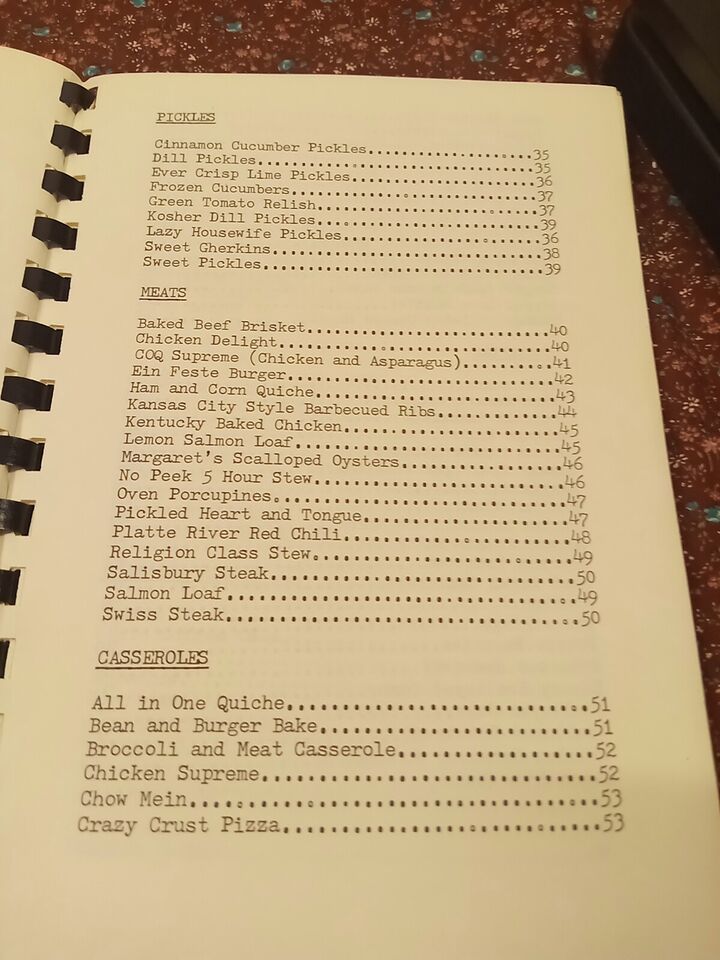 PICKLES
Cinnamon Cucumber Pickles....................35
Dill Pickles....................35
Ever Crisp Lime Pickles....................36
Frozen Cucumbers....................37
Green Tomato Relish....................37
Kosher Dill Pickles....................39
Lazy Housewife Pickles....................36
Sweet Gherkins....................38
Sweet Pickles....................39
MEATS
Baked Beef Brisket....................40
Chicken Delight....................40
COQ Supreme (Chicken and Asparagus)..........41
Ein Feste Burger....................42
Ham and Corn Quiche....................43
Kansas City Style Barbecued Ribs..............44
Kentucky Baked Chicken....................45
Lemon Salmon Loaf....................45
Margaret's Scalloped Oysters..................46
No Peek 5 Hour Stew....................46
Oven Porcupines....................47
Pickled Heart and Tongue....................47
Platte River Red Chili....................48
Religion Class Stew....................49
Salisbury Steak....................50
Salmon Loaf....................49
Swiss Steak....................50
CASSEROLES
All in One Quiche....................51
Bean and Burger Bake....................51
Broccoli and Meat Casserole..................52
Chicken Supreme....................52
Chow Mein....................53
Crazy Crust Pizza....................53